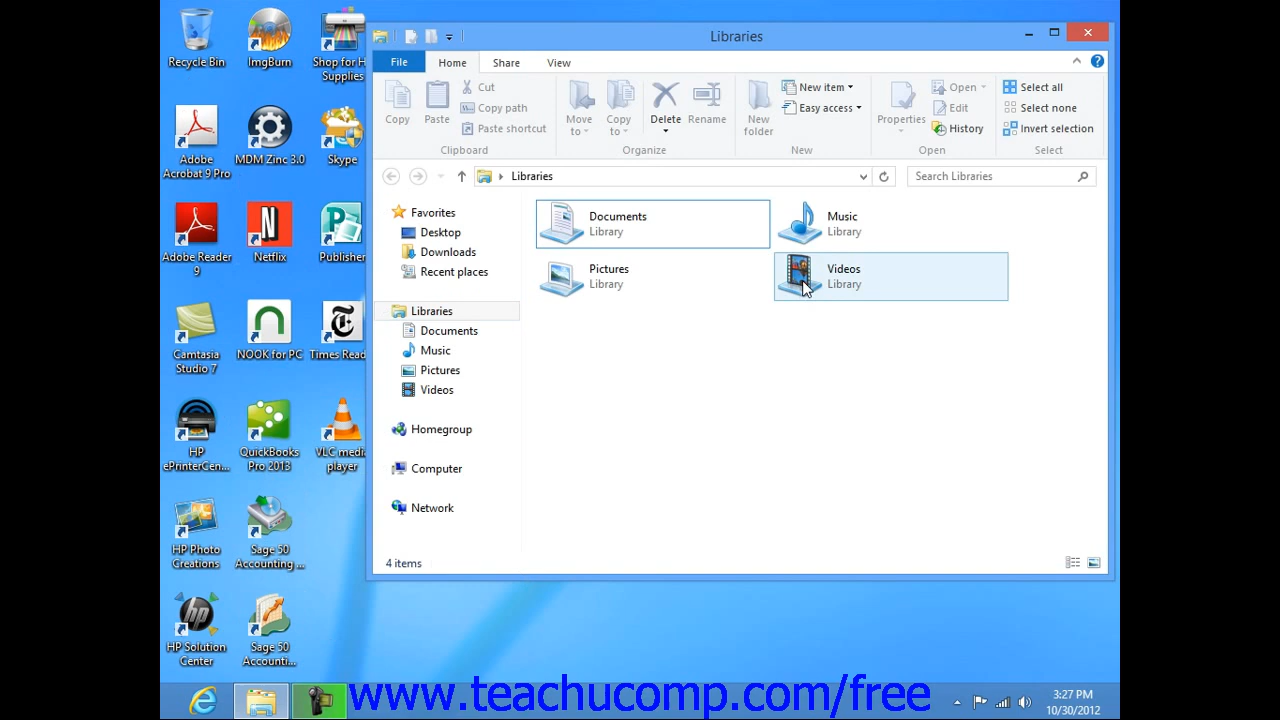 Recycle Bin
ImgBurn
Shop for H
Supplies
Adobe
Acrobat 9 Pro
MDM Zinc 3.0
Skype
Adobe Reader
9
Netflix
Publisher
Camtasia
Studio 7
NOOK for PC
Times Read
HP
ePrinterCen...
QuickBooks
Pro 2013
VLC medi
player
HP Photo
Creations
Sage 50
Accounting ...
HP Solution
Center
Sage 50
Accounti...
Libraries
File
Home
Share
View
Copy
Paste
Cut
Copy path
Paste shortcut
Clipboard
Move
to
Copy
to
Delete
Rename
Organize
New
folder
New item
Easy access
New
Properties
Open
Edit
History
Open
Select all
Select none
Invert selection
Select
Libraries
Search Libraries
Favorites
Desktop
Downloads
Recent places
Libraries
Documents
Music
Pictures
Videos
Homegroup
Computer
Network
Documents
Library
Music
Library
Pictures
Library
Videos
Library
4 items
www.teachucomp.com/free
3:27 PM
10/30/2012